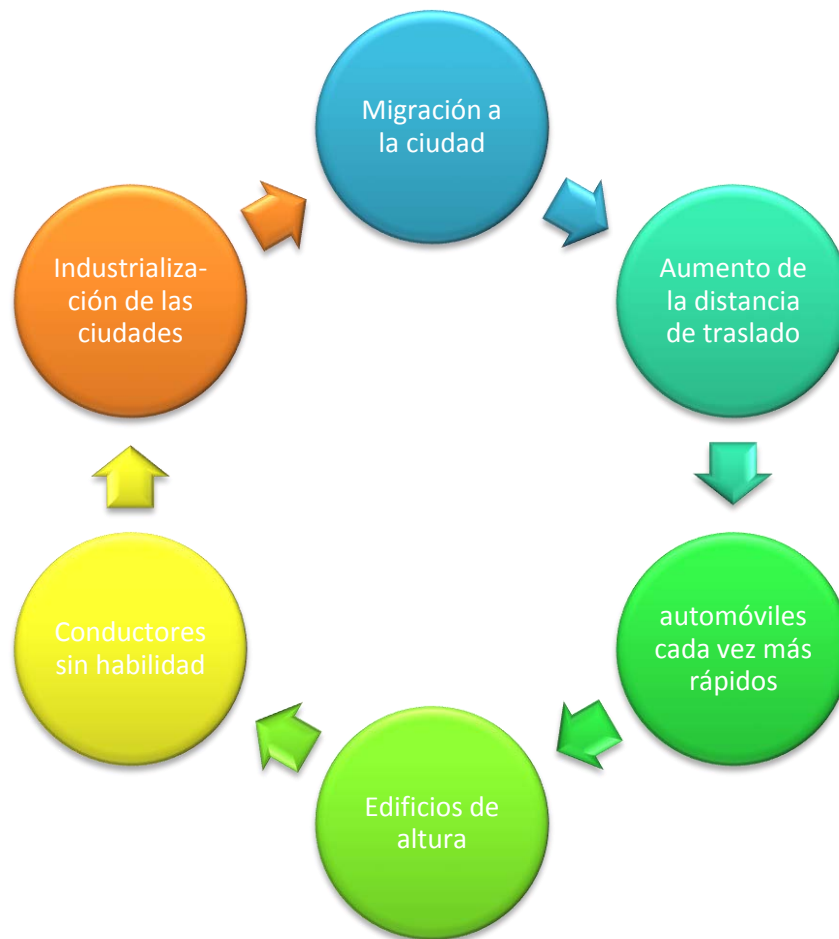 Migración a
la ciudad
Aumento de
la distancia
de traslado
automóviles
cada vez más
rápidos
Edificios de
altura
Conductores
sin habilidad
Industrializa-
ción de las
ciudades